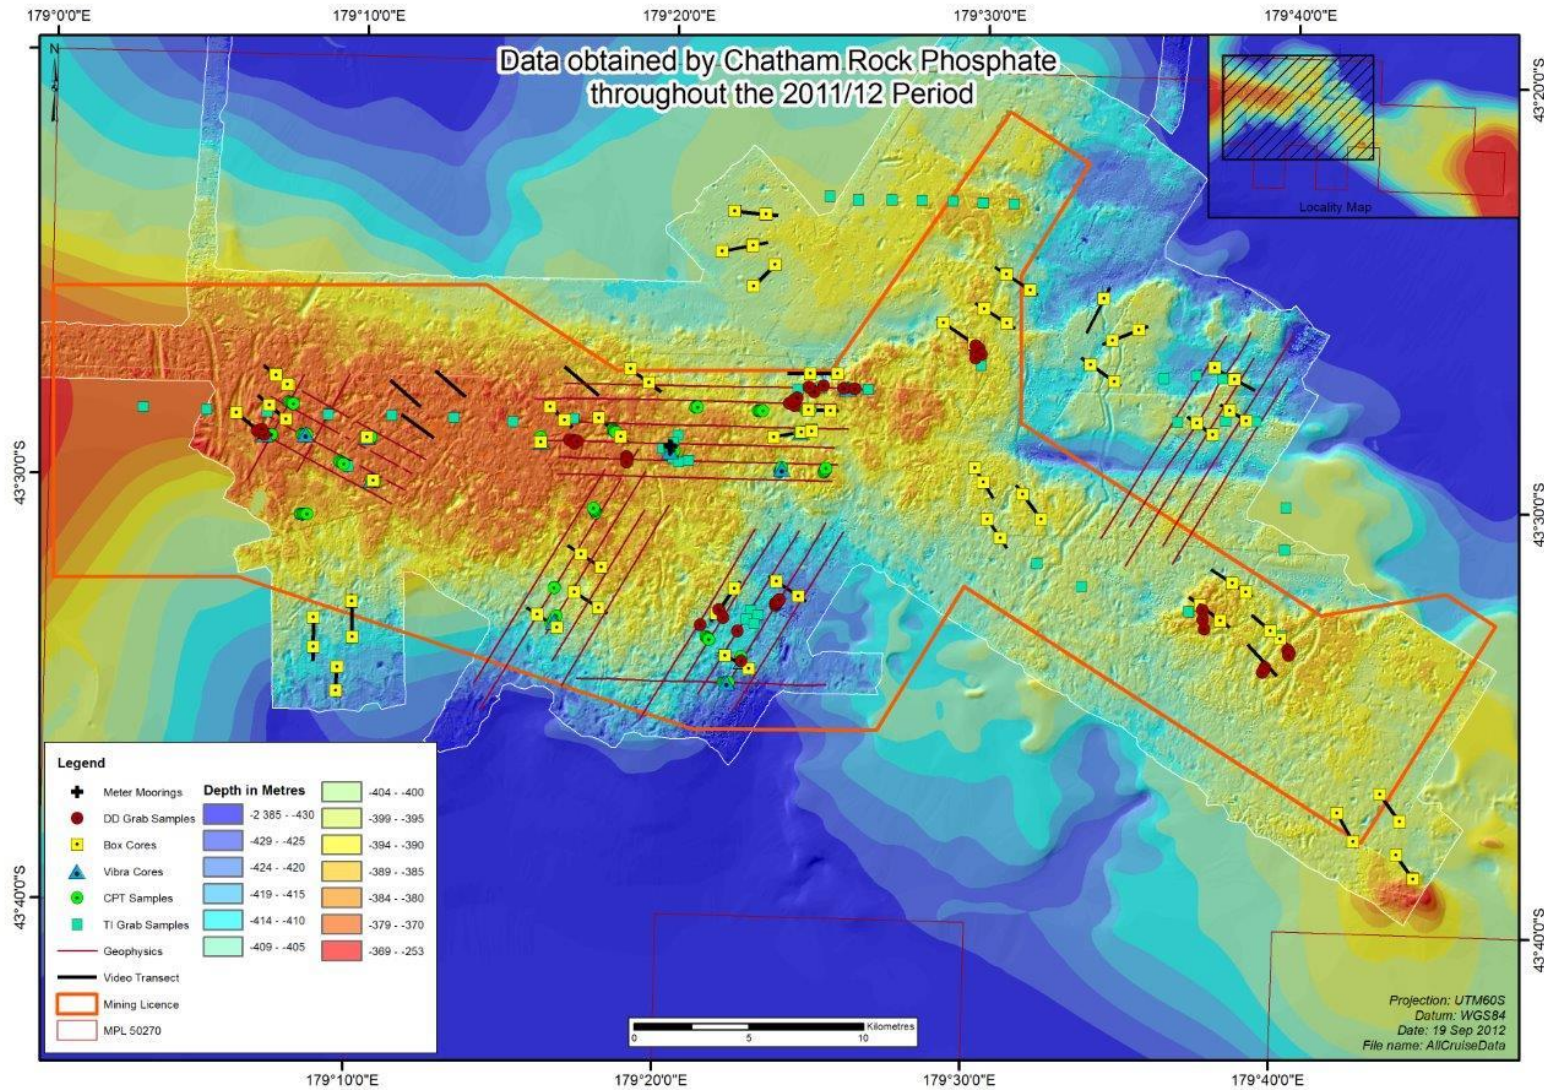 179°0'0"E 179°10'0"E 179°20'0"E 179°30'0"E 179°40'0"E
N
Data obtained by Chatham Rock Phosphate
throughout the 2011/12 Period
Locality Map
43°20'0"S
43°30'0"S
43°30'0"S
43°40'0"S
43°40'0"S
Legend
Meter Moorings
DD Grab Samples
Box Cores
Vibra Cores
CPT Samples
TI Grab Samples
Geophysics
Video Transect
Mining Licence
MPL 50270
Depth in Metres
-2 385 - -430
-429 - -425
-424 - -420
-419 - -415
-414 - -410
-409 - -405
-404 - -400
-399 - -395
-394 - -390
-389 - -385
-384 - -380
-379 - -370
-369 - -253
Kilometres
0 5 10
Projection: UTM60S
Datum: WGS84
Date: 19 Sep 2012
File name: AllCruiseData
179°10'0"E 179°20'0"E 179°30'0"E 179°40'0"E